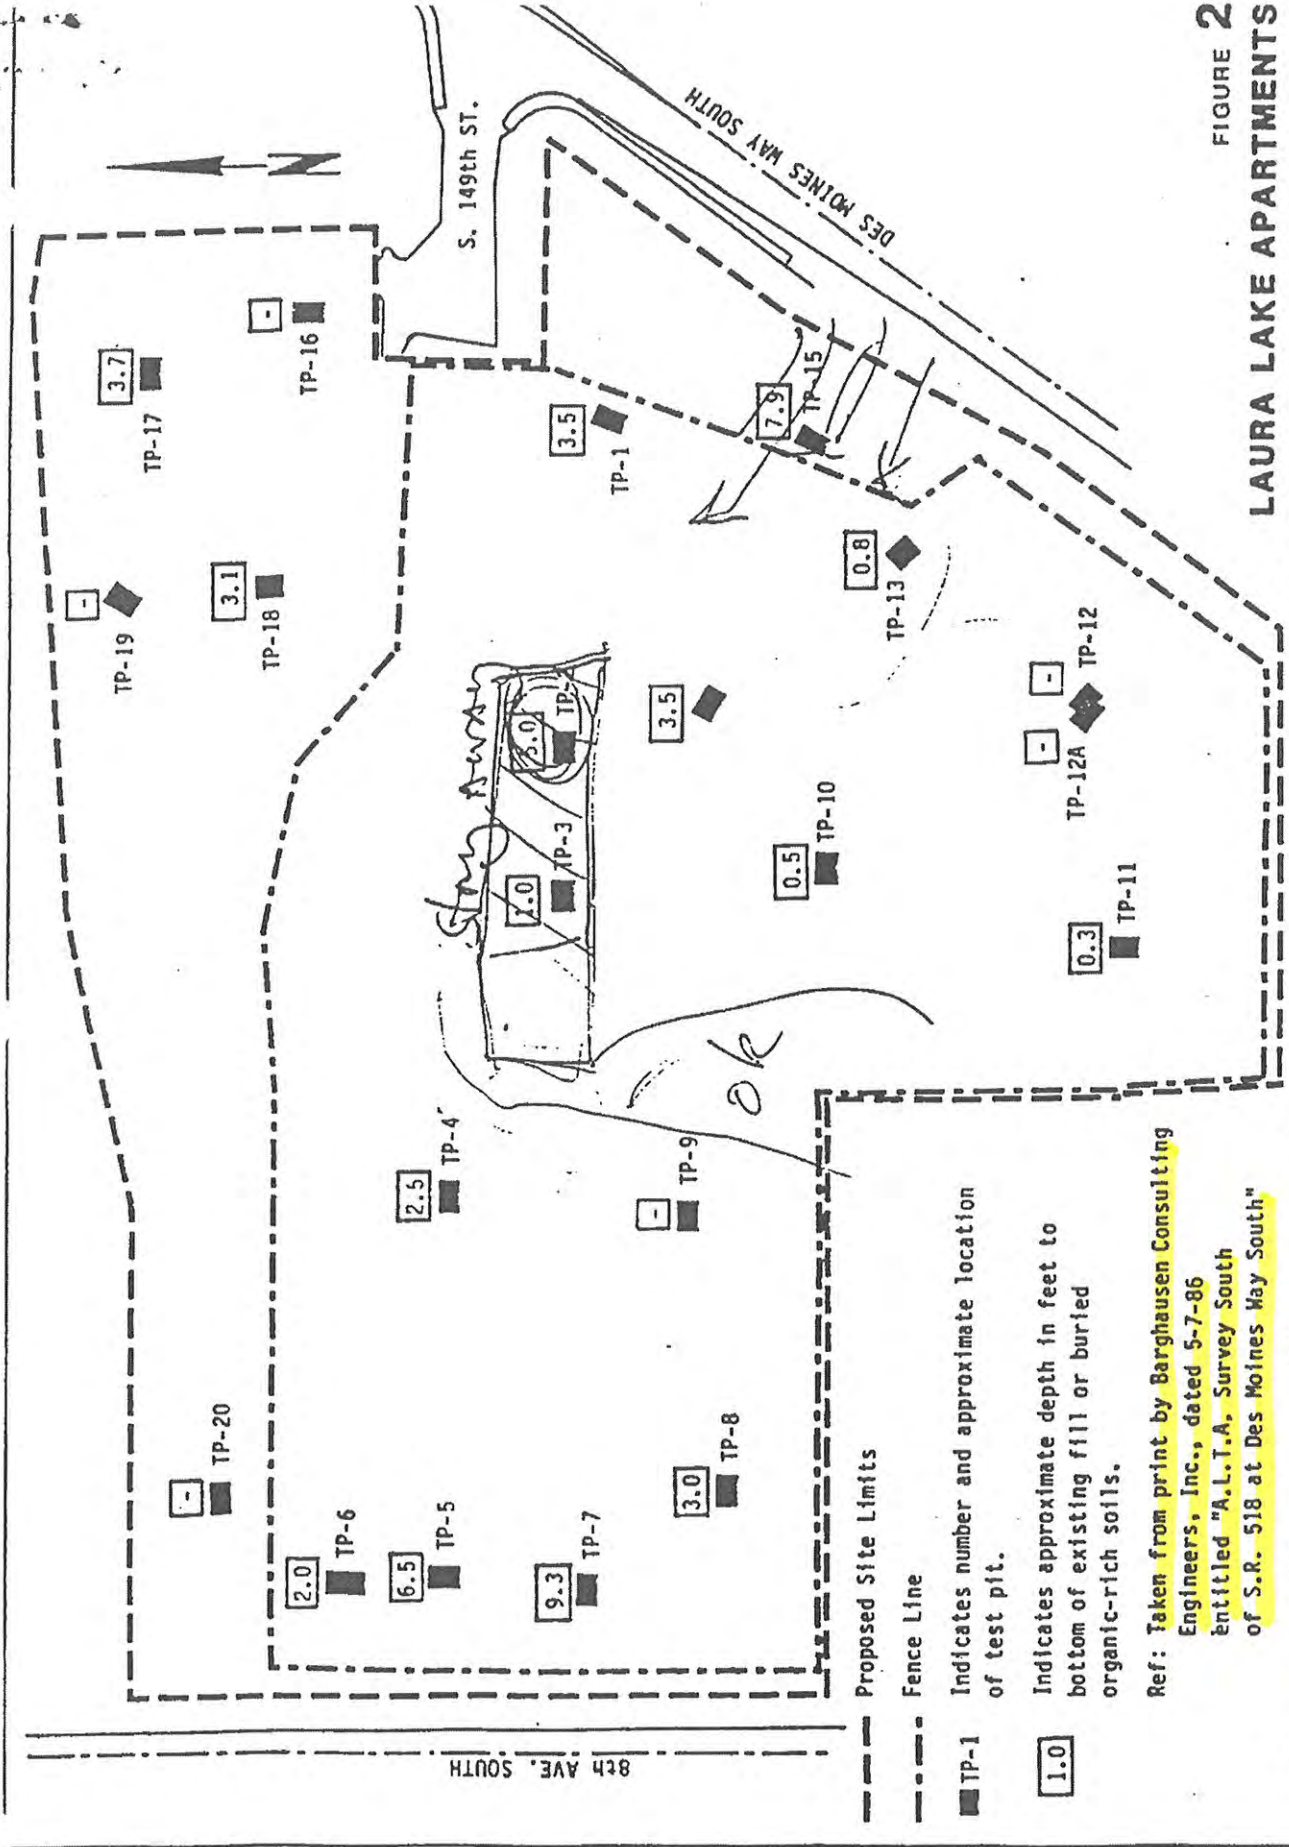 FIGURE 2
LAURA LAKE APARTMENTS
N
S. 149th ST.
DES MOINES WAY SOUTH
8th AVE. SOUTH
-
TP-20
2.0
TP-6
6.5
TP-5
9.3
TP-7
3.0
TP-8
2.5
TP-4
-
TP-9
1.0
TP-3
TP-
3.5
0.5
TP-10
0.3
TP-11
-
TP-12A
-
TP-12
0.8
TP-13
7.9
TP-15
3.5
TP-1
-
TP-19
3.1
TP-18
3.7
TP-17
-
TP-16
OK
Proposed Site Limits
Fence Line
TP-1 Indicates number and approximate location
of test pit.
1.0 Indicates approximate depth in feet to
bottom of existing fill or buried
organic-rich soils.
Ref: Taken from print by Barghausen Consulting
Engineers, Inc., dated 5-7-86
entitled "A.L.T.A. Survey South
of S.R. 518 at Des Moines Way South"